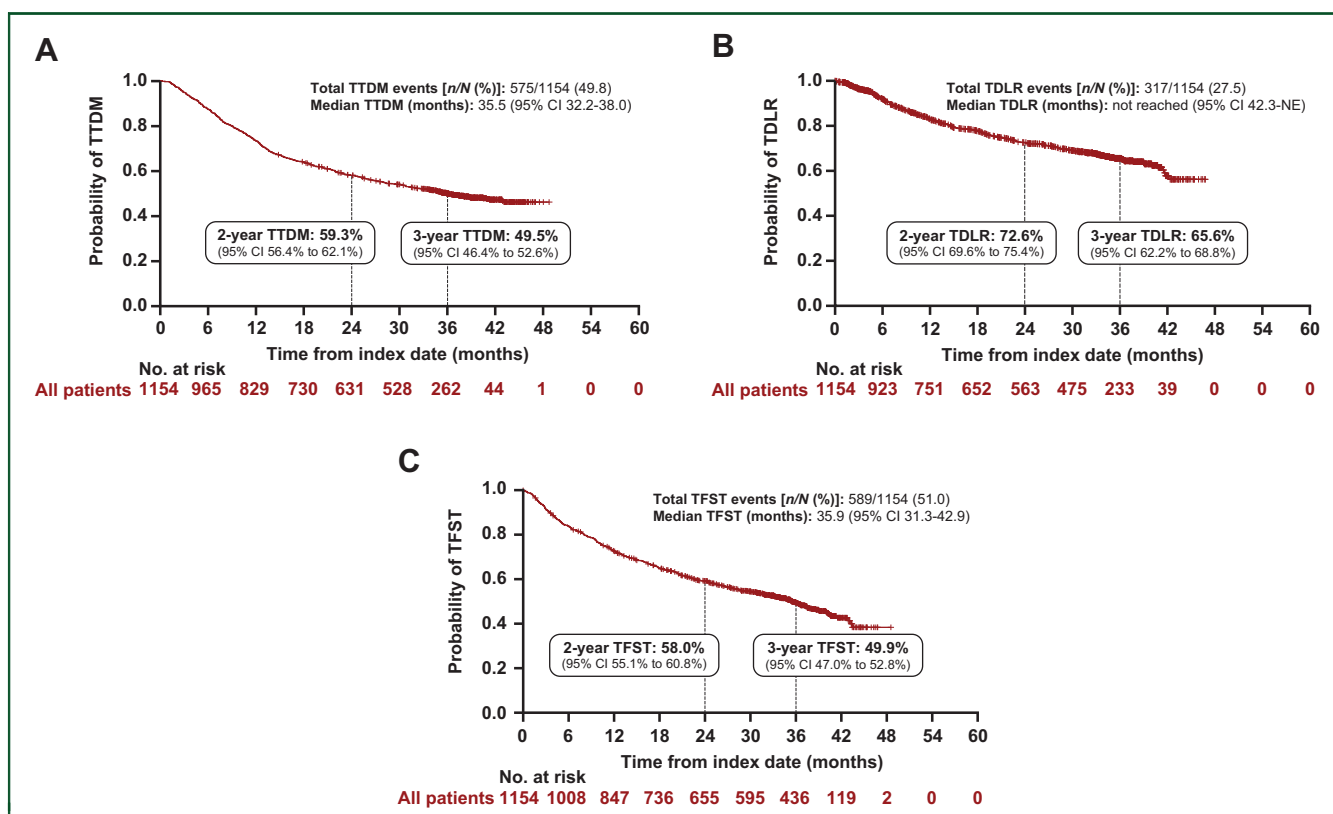 A
Total TTDM events [n/N (%)]: 575/1154 (49.8)
Median TTDM (months): 35.5 (95% CI 32.2-38.0)
Probability of TTDM
1.0
0.8
0.6
0.4
0.2
0.0
2-year TTDM: 59.3%
(95% CI 56.4% to 62.1%)
3-year TTDM: 49.5%
(95% CI 46.4% to 52.6%)
0 6 12 18 24 30 36 42 48 54 60
Time from index date (months)
No. at risk
All patients 1154 965 829 730 631 528 262 44 1 0 0
B
Total TDLR events [n/N (%)]: 317/1154 (27.5)
Median TDLR (months): not reached (95% CI 42.3-NE)
Probability of TDLR
1.0
0.8
0.6
0.4
0.2
0.0
2-year TDLR: 72.6%
(95% CI 69.6% to 75.4%)
3-year TDLR: 65.6%
(95% CI 62.2% to 68.8%)
0 6 12 18 24 30 36 42 48 54 60
Time from index date (months)
No. at risk
All patients 1154 923 751 652 563 475 233 39 0 0 0
C
Total TFST events [n/N (%)]: 589/1154 (51.0)
Median TFST (months): 35.9 (95% CI 31.3-42.9)
Probability of TFST
1.0
0.8
0.6
0.4
0.2
0.0
2-year TFST: 58.0%
(95% CI 55.1% to 60.8%)
3-year TFST: 49.9%
(95% CI 47.0% to 52.8%)
0 6 12 18 24 30 36 42 48 54 60
Time from index date (months)
No. at risk
All patients 1154 1008 847 736 655 595 436 119 2 0 0